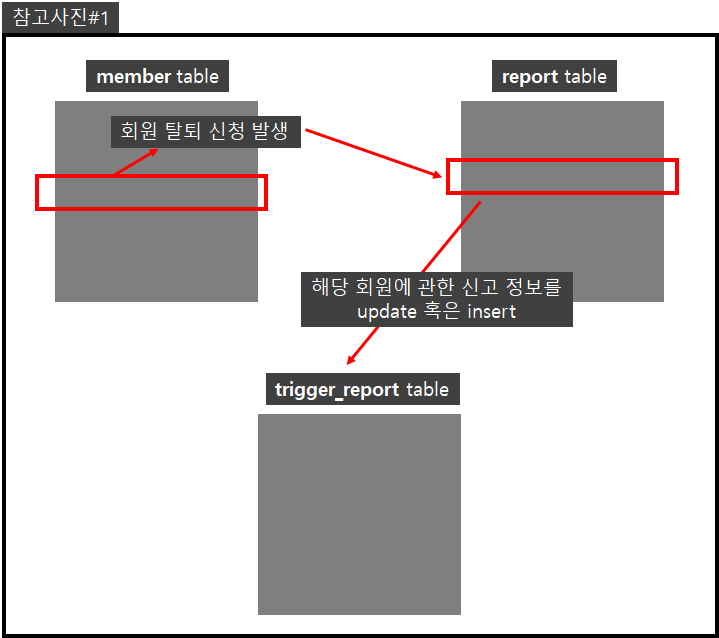 참고사진#1
member table
report table
회원 탈퇴 신청 발생
해당 회원에 관한 신고 정보를
update 혹은 insert
trigger_report table